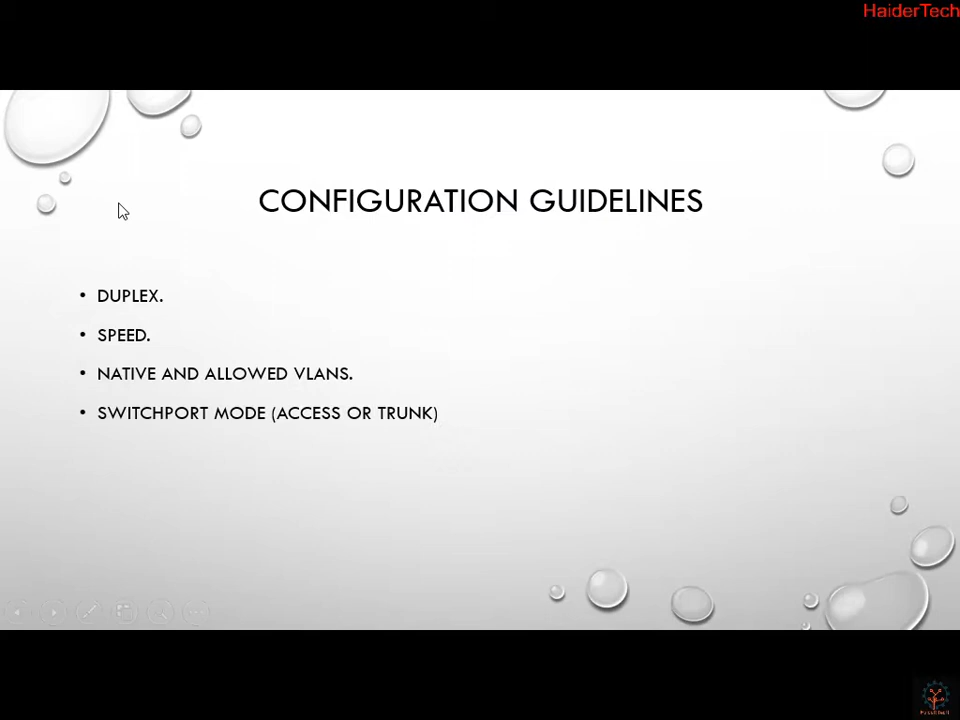 HaiderTech
CONFIGURATION GUIDELINES
• DUPLEX.
• SPEED.
• NATIVE AND ALLOWED VLANS.
• SWITCHPORT MODE (ACCESS OR TRUNK)